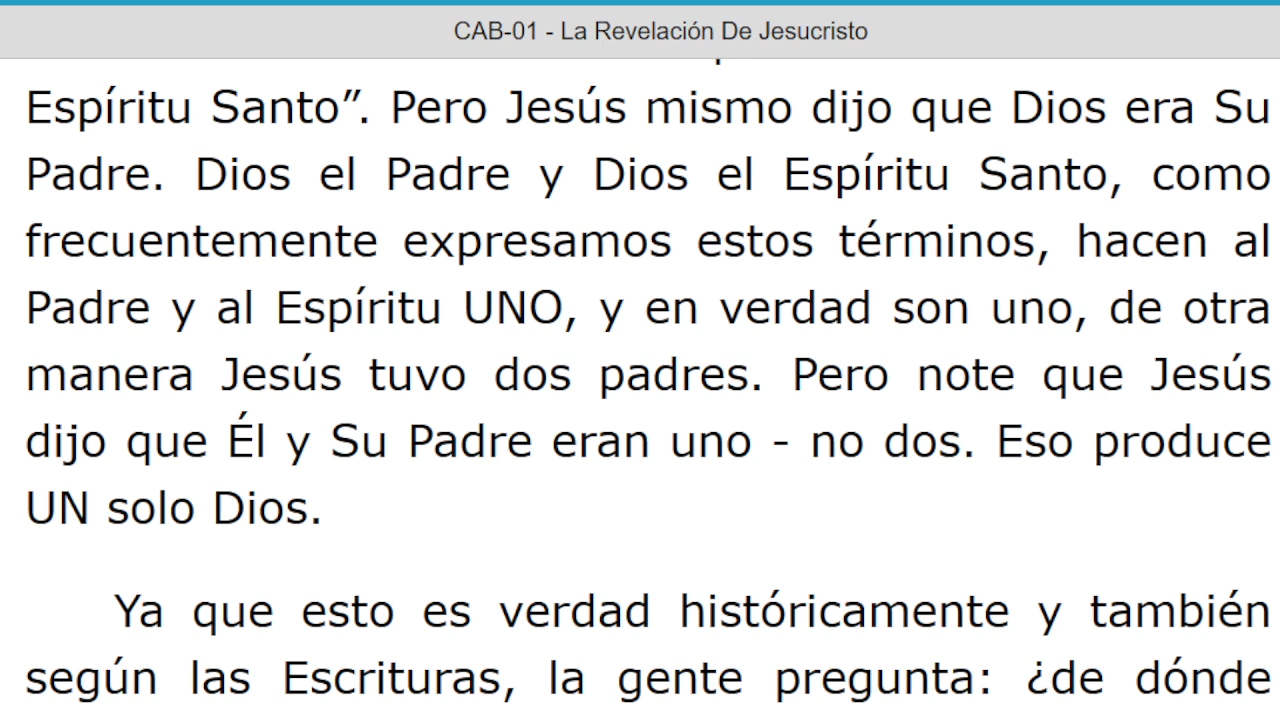 CAB-01 - La Revelación De Jesucristo
Espíritu Santo”. Pero Jesús mismo dijo que Dios era Su
Padre. Dios el Padre y Dios el Espíritu Santo, como
frecuentemente expresamos estos términos, hacen al
Padre y al Espíritu UNO, y en verdad son uno, de otra
manera Jesús tuvo dos padres. Pero note que Jesús
dijo que Él y Su Padre eran uno - no dos. Eso produce
UN solo Dios.
Ya que esto es verdad históricamente y también
según las Escrituras, la gente pregunta: ¿de dónde